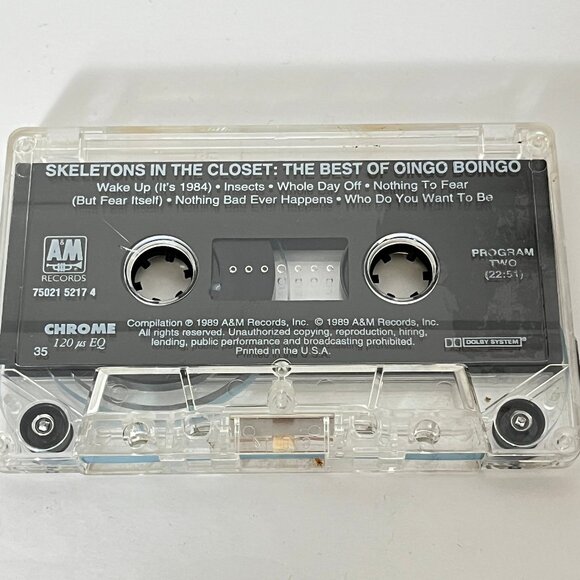 SKELETONS IN THE CLOSET: THE BEST OF OINGO BOINGO
Wake Up (It's 1984) • Insects • Whole Day Off • Nothing To Fear
(But Fear Itself) • Nothing Bad Ever Happens • Who Do You Want To Be
A&M
RECORDS
75021 5217 4
PROGRAM
TWO
(22:51)
CHROME
120 µs EQ
35
Compilation ℗ 1989 A&M Records, Inc. © 1989 A&M Records, Inc.
All rights reserved. Unauthorized copying, reproduction, hiring,
lending, public performance and broadcasting prohibited.
Printed in the U.S.A.
DOLBY SYSTEM®